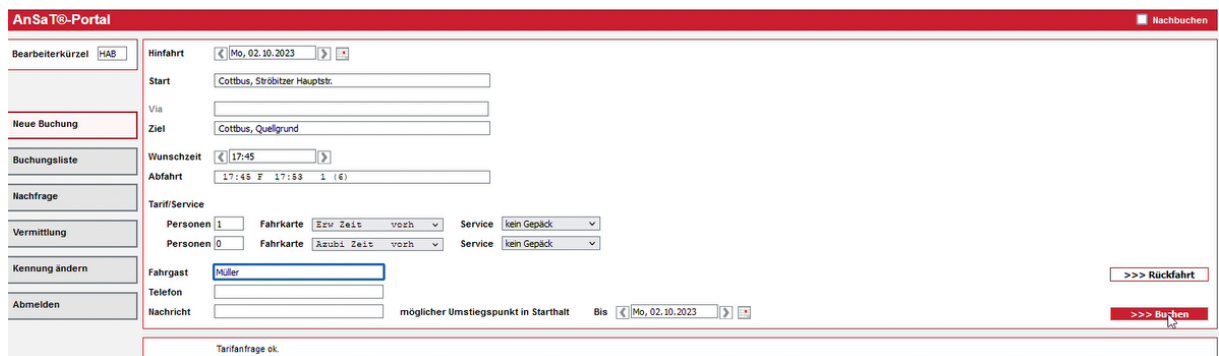 AnSaT®-Portal Nachbuchen
Bearbeiterkürzel HAB
Neue Buchung
Buchungsliste
Nachfrage
Vermittlung
Kennung ändern
Abmelden
Hinfahrt Mo, 02.10.2023
Start Cottbus, Ströbitzer Hauptstr.
Via
Ziel Cottbus, Quellgrund
Wunschzeit 17:45
Abfahrt 17:45 F 17:53 1 (6)
Tarif/Service
Personen 1 Fahrkarte Erw Zeit vorh Service kein Gepäck
Personen 0 Fahrkarte Azubi Zeit vorh Service kein Gepäck
Fahrgast Müller
>>> Rückfahrt
Telefon
Nachricht möglicher Umstiegspunkt in Starthalt Bis Mo, 02.10.2023
>>> Buchen
Tarifanfrage ok.